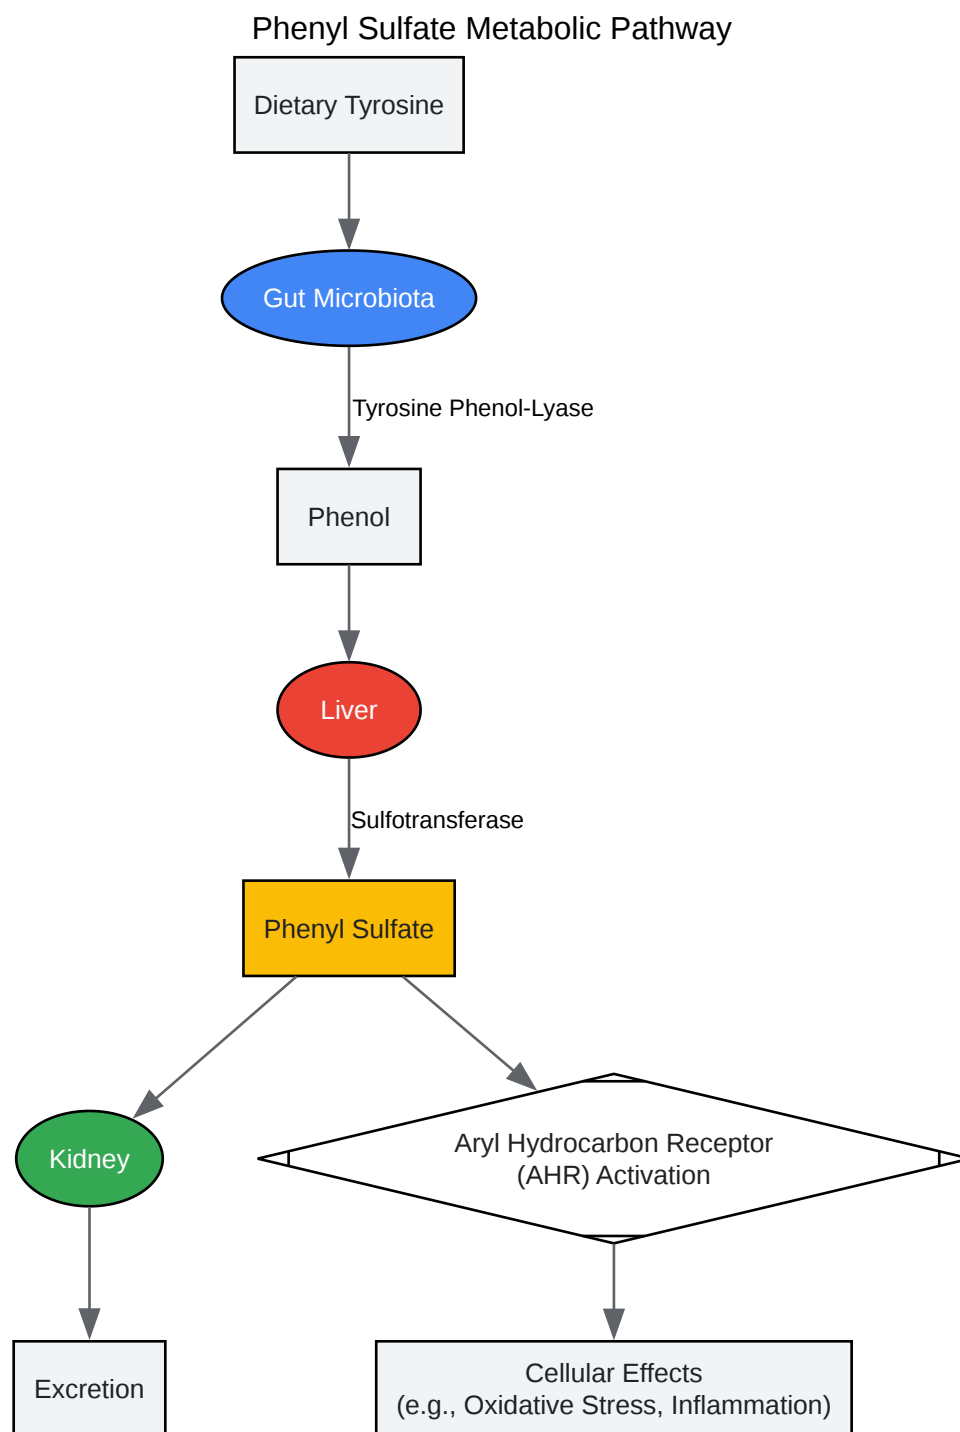 Phenyl Sulfate Metabolic Pathway
Dietary Tyrosine
Gut Microbiota
Tyrosine Phenol-Lyase
Phenol
Liver
Sulfotransferase
Phenyl Sulfate
Kidney
Aryl Hydrocarbon Receptor
(AHR) Activation
Excretion
Cellular Effects
(e.g., Oxidative Stress, Inflammation)